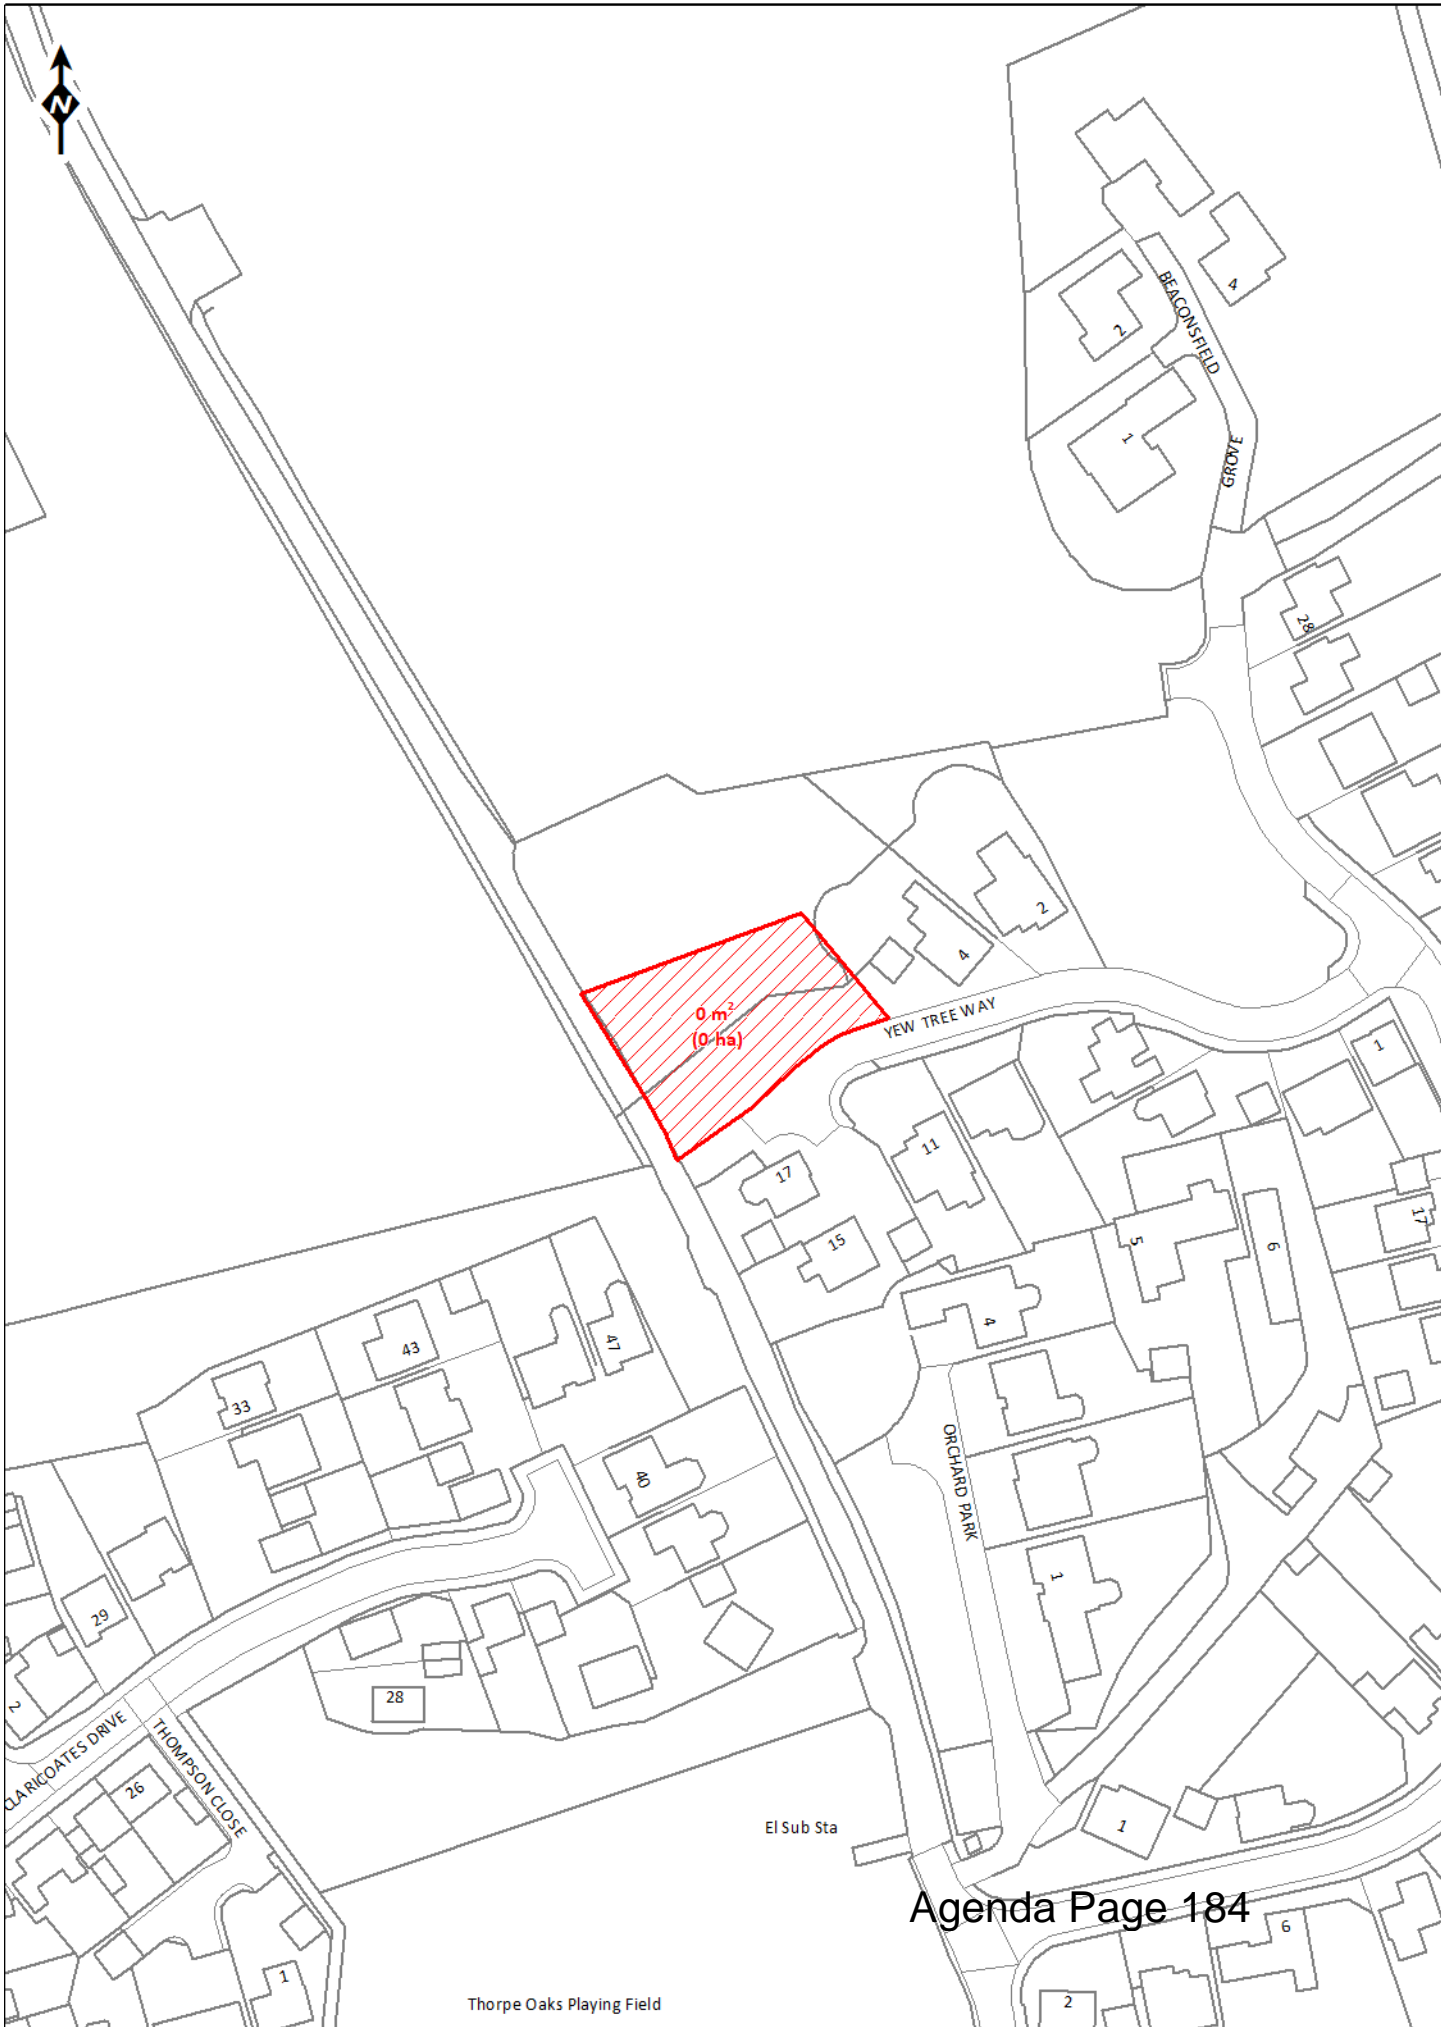 N
4
BEACONSFIELD
2
1
GROVE
28
2
4
0 m²
(0 ha)
YEW TREE WAY
1
11
17
15
5
6
17
4
43
47
33
40
ORCHARD PARK
1
29
2
28
CLARICOATES DRIVE
THOMPSON CLOSE
26
El Sub Sta
1
Agenda Page 184
6
1
2
Thorpe Oaks Playing Field